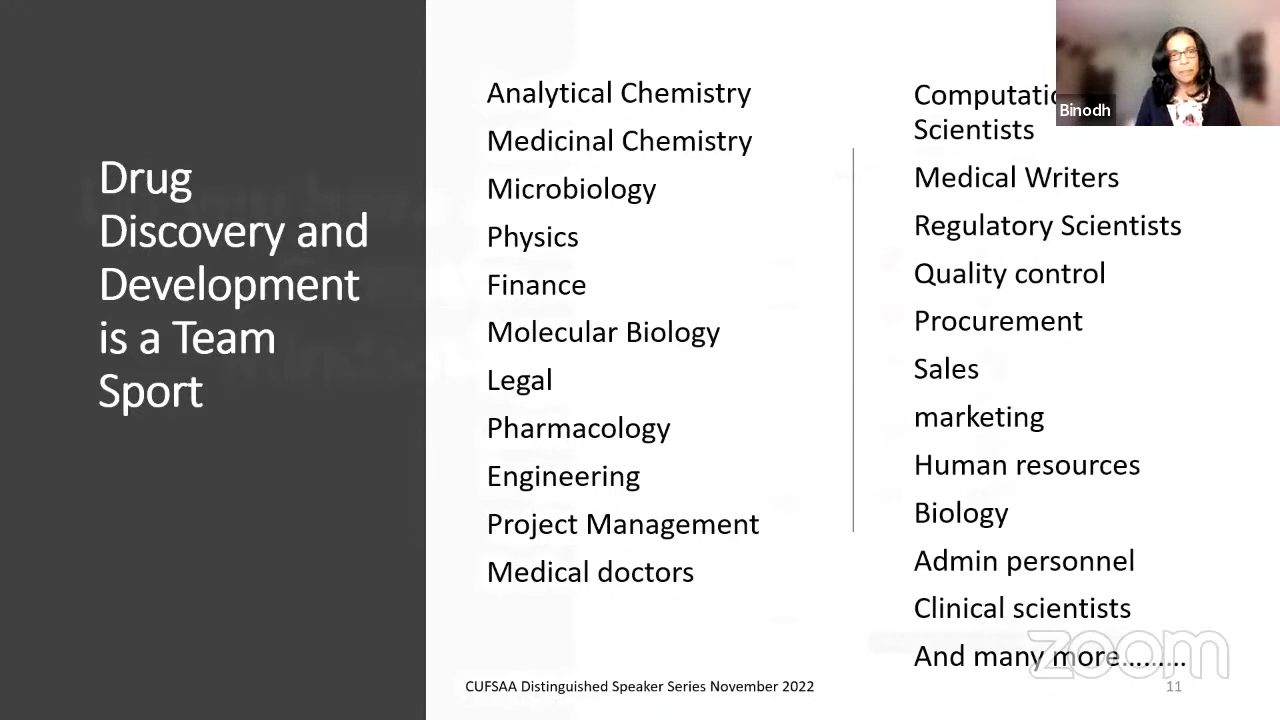 Drug
Discovery and
Development
is a Team
Sport
Analytical Chemistry
Medicinal Chemistry
Microbiology
Physics
Finance
Molecular Biology
Legal
Pharmacology
Engineering
Project Management
Medical doctors
Scientists
Medical Writers
Regulatory Scientists
Quality control
Procurement
Sales
marketing
Human resources
Biology
Admin personnel
Clinical scientists
And many more........
Binodh
zoom
CUFSAA Distinguished Speaker Series November 2022
11